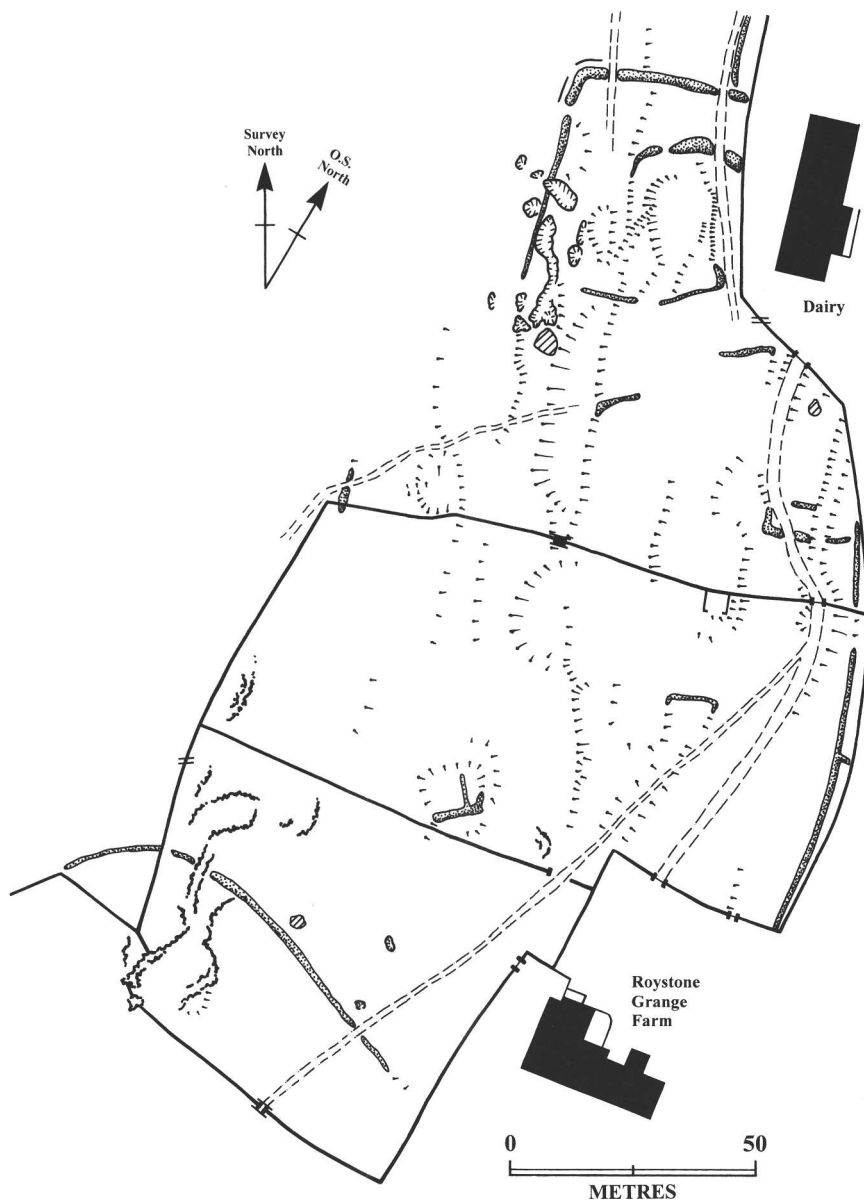 Survey
North
O.S.
North
Dairy
Roystone
Grange
Farm
0 50
METRES